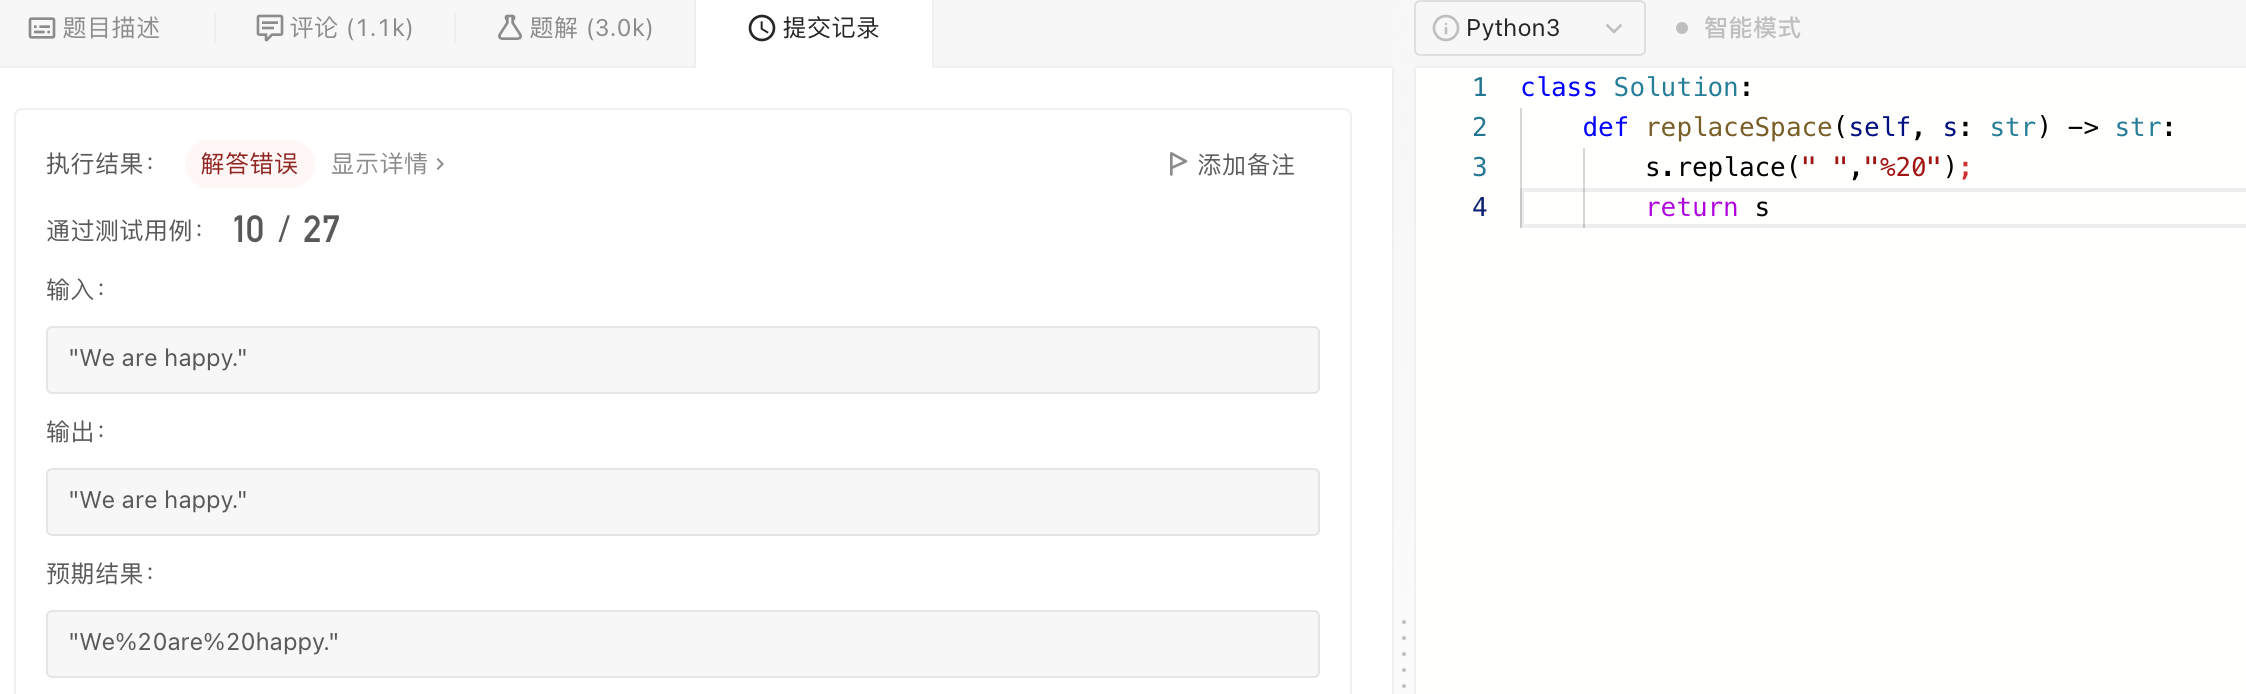 题目描述
评论 (1.1k)
题解 (3.0k)
提交记录
执行结果：
解答错误
显示详情 ›
添加备注
通过测试用例：
10 / 27
输入：
"We are happy."
输出：
"We are happy."
预期结果：
"We%20are%20happy."
Python3
智能模式
1 class Solution:
2     def replaceSpace(self, s: str) -> str:
3         s.replace(" ","%20");
4         return s